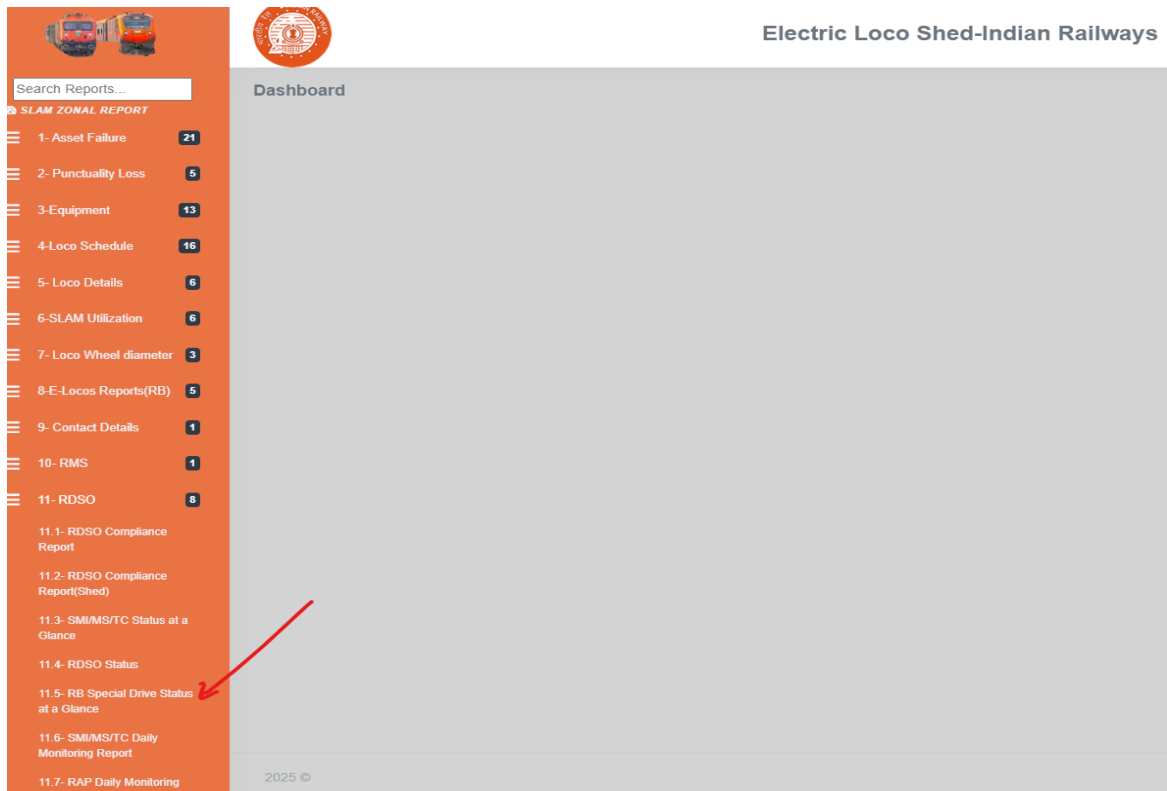 Electric Loco Shed-Indian Railways
Search Reports...
SLAM ZONAL REPORT
1- Asset Failure 21
2- Punctuality Loss 5
3-Equipment 13
4-Loco Schedule 16
5- Loco Details 6
6-SLAM Utilization 6
7- Loco Wheel diameter 3
8-E-Locos Reports(RB) 5
9- Contact Details 1
10- RMS 1
11- RDSO 8
11.1- RDSO Compliance
Report
11.2- RDSO Compliance
Report(Shed)
11.3- SMI/MS/TC Status at a
Glance
11.4- RDSO Status
11.5- RB Special Drive Status
at a Glance
11.6- SMI/MS/TC Daily
Monitoring Report
11.7- RAP Daily Monitoring
Dashboard
2025 ©